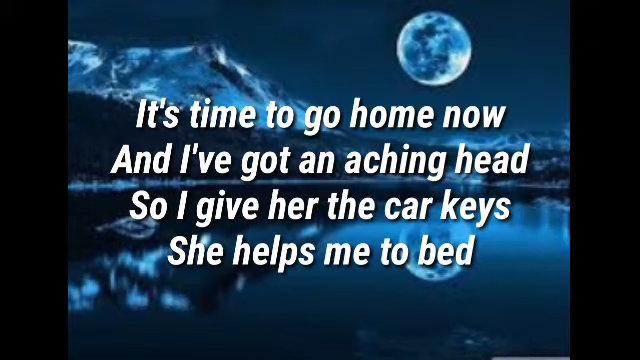 It's time to go home now
And I've got an aching head
So I give her the car keys
She helps me to bed